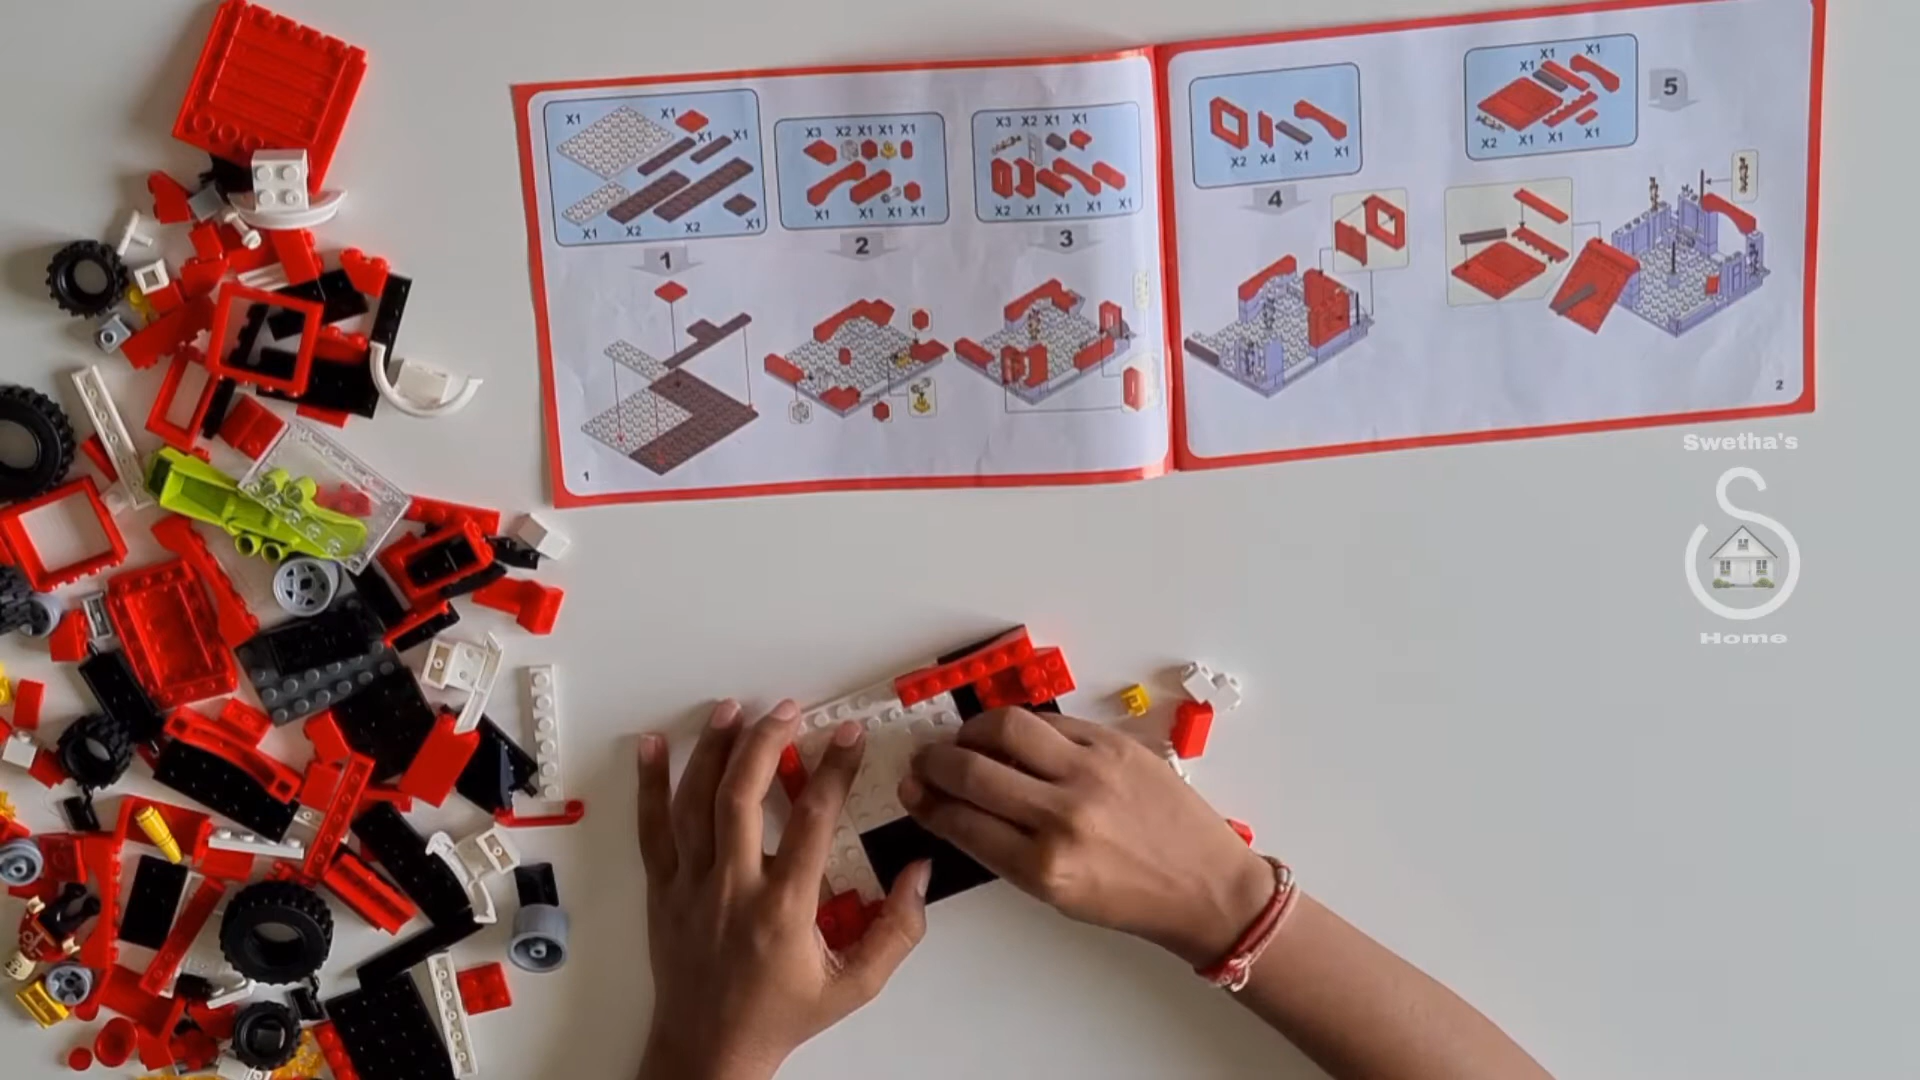 X1 X1
X1 X1
X1 X2 X2 X1
1
X3 X2 X1 X1 X1
X1 X1 X1 X1
2
X3 X2 X1 X1
X2 X1 X1 X1 X1
3
1
X2 X4 X1 X1
4
X1 X1
X2 X1 X1 X1
5
2
Swetha's
Home